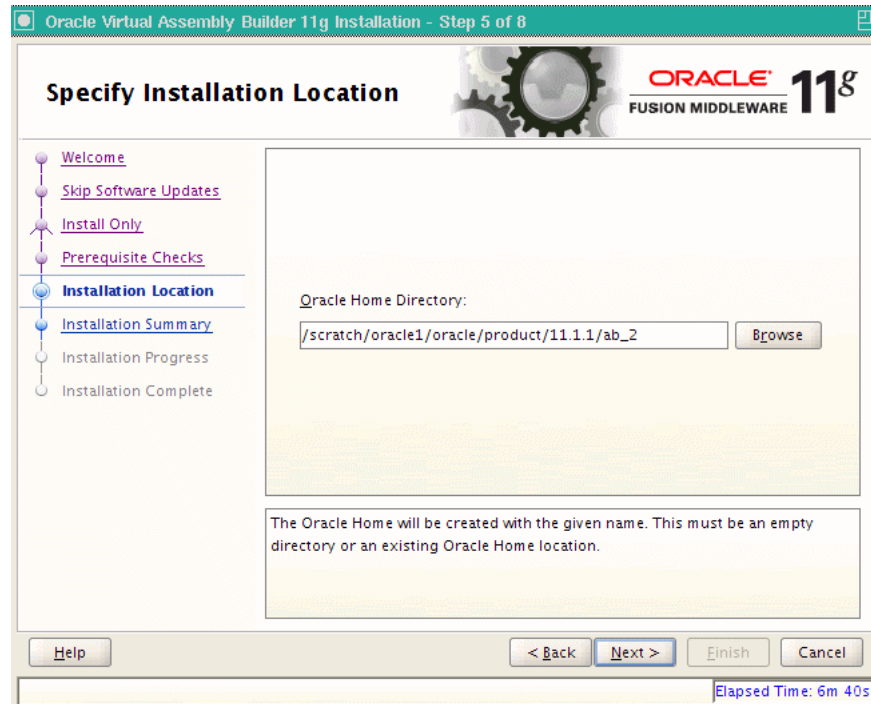 Oracle Virtual Assembly Builder 11g Installation - Step 5 of 8
Specify Installation Location
ORACLE
FUSION MIDDLEWARE
11g
Welcome
Skip Software Updates
Install Only
Prerequisite Checks
Installation Location
Installation Summary
Installation Progress
Installation Complete
Oracle Home Directory:
/scratch/oracle1/oracle/product/11.1.1/ab_2
Browse
The Oracle Home will be created with the given name. This must be an empty
directory or an existing Oracle Home location.
Help
< Back
Next >
Finish
Cancel
Elapsed Time: 6m 40s